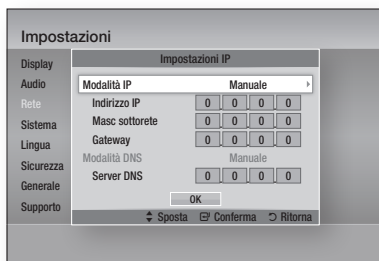 Impostazioni
Display
Audio
Rete
Sistema
Lingua
Sicurezza
Generale
Supporto
Impostazioni IP
Modalità IP Manuale
Indirizzo IP 0 0 0 0
Masc sottorete 0 0 0 0
Gateway 0 0 0 0
Modalità DNS Manuale
Server DNS 0 0 0 0
OK
Sposta Conferma Ritorna